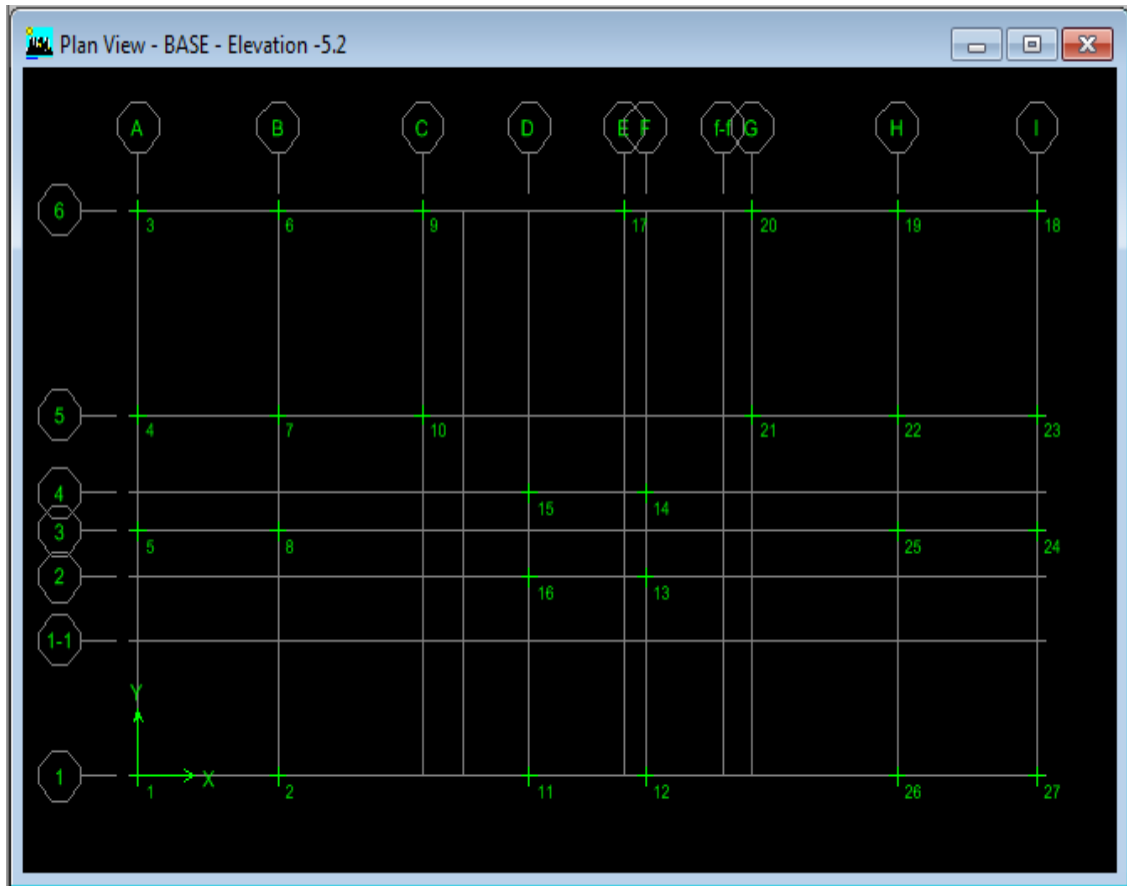 Plan View - BASE - Elevation -5.2
A B C D E F f-f G H I
6
3 6 9 17 20 19 18
5
4 7 10 21 22 23
4
15 14
3
5 8 25 24
2
16 13
1-1
Y
X
1
1 2 11 12 26 27